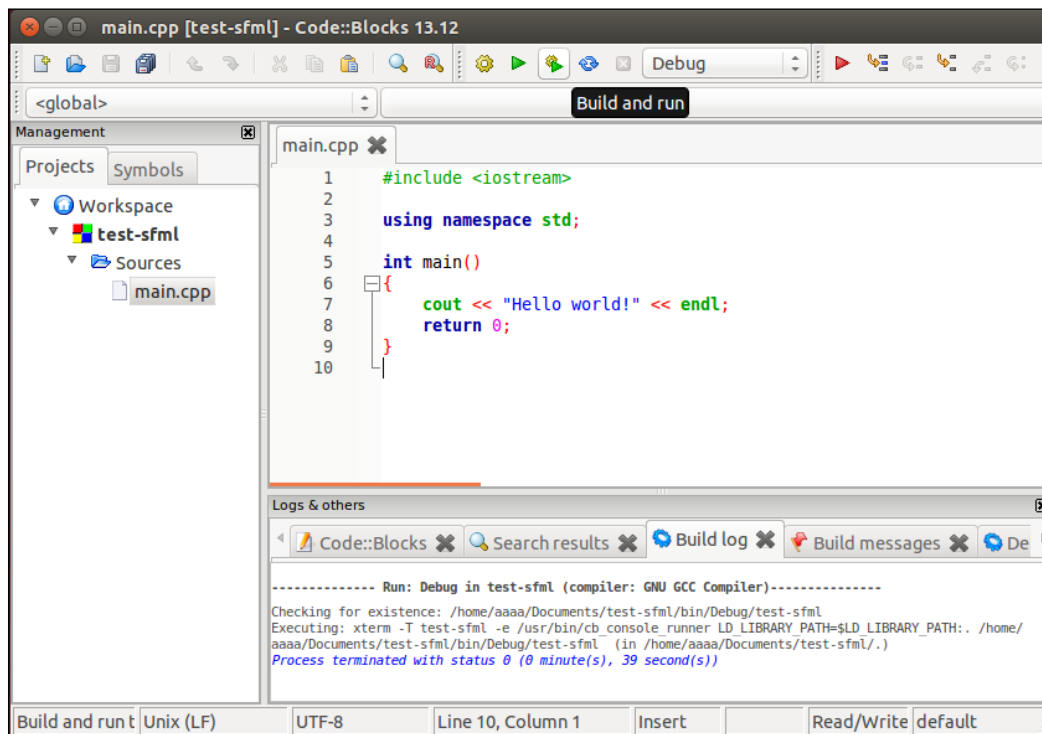 main.cpp [test-sfml] - Code::Blocks 13.12
Debug
<global>
Build and run
Management
Projects Symbols
Workspace
test-sfml
Sources
main.cpp
main.cpp
1 #include <iostream>
2
3 using namespace std;
4
5 int main()
6 {
7 cout << "Hello world!" << endl;
8 return 0;
9 }
10
Logs & others
Code::Blocks Search results Build log Build messages De
-------------- Run: Debug in test-sfml (compiler: GNU GCC Compiler)---------------
Checking for existence: /home/aaaa/Documents/test-sfml/bin/Debug/test-sfml
Executing: xterm -T test-sfml -e /usr/bin/cb_console_runner LD_LIBRARY_PATH=$LD_LIBRARY_PATH:. /home/
aaaa/Documents/test-sfml/bin/Debug/test-sfml (in /home/aaaa/Documents/test-sfml/.)
Process terminated with status 0 (0 minute(s), 39 second(s))
Build and run t Unix (LF) UTF-8 Line 10, Column 1 Insert Read/Write default